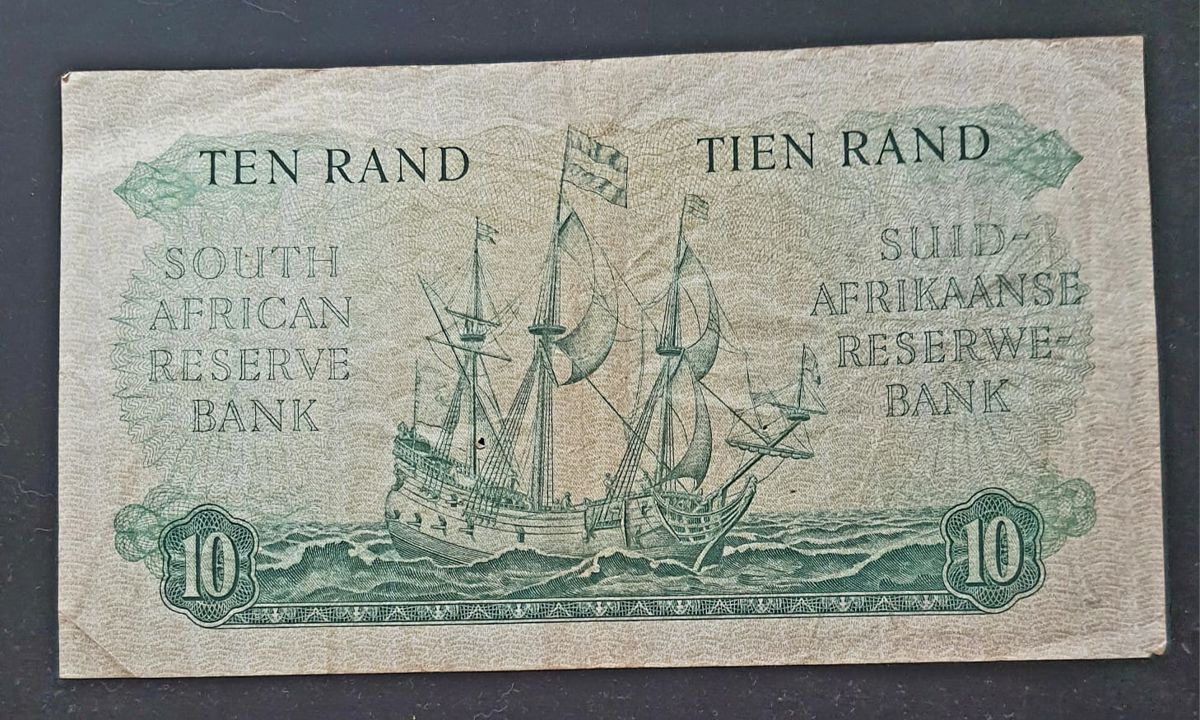 TEN RAND
TIEN RAND
SOUTH
AFRICAN
RESERVE
BANK
SUID-
AFRIKAANSE
RESERWE-
BANK
10
10